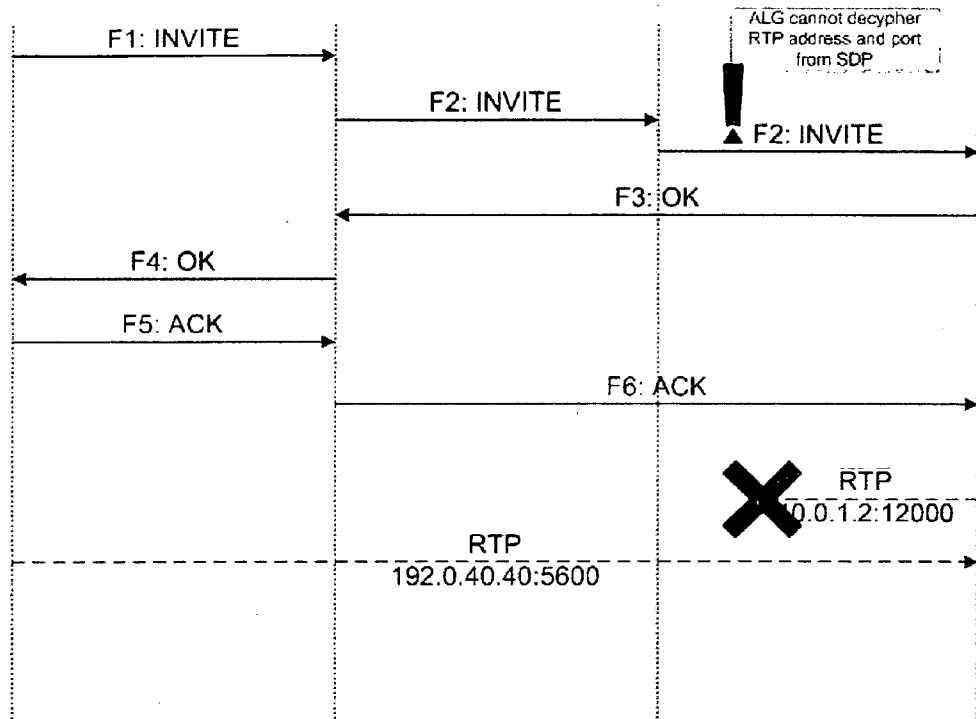 ALG cannot decypher
RTP address and port
from SDP
F1: INVITE
F2: INVITE
F2: INVITE
F3: OK
F4: OK
F5: ACK
F6: ACK
RTP
10.0.1.2:12000
RTP
192.0.40.40:5600